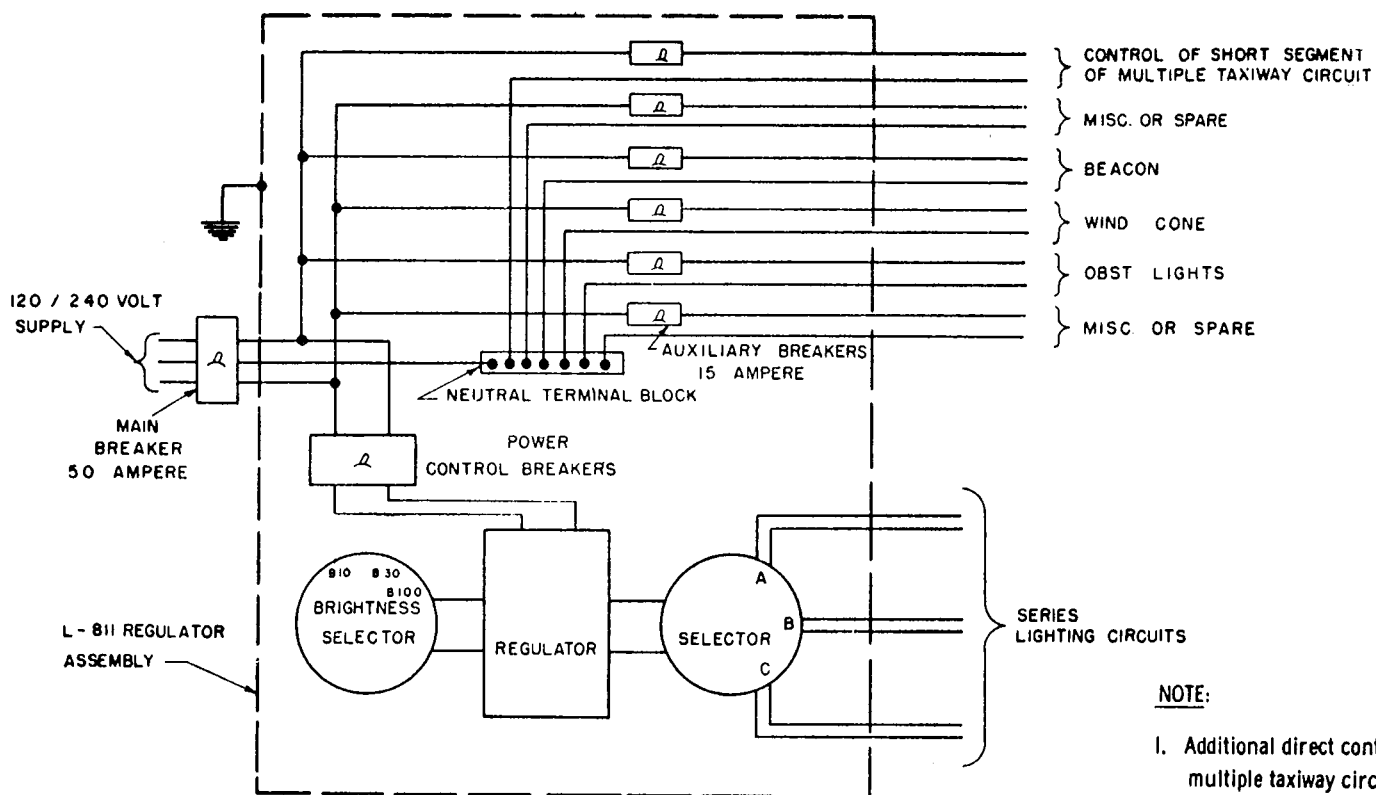 CONTROL OF SHORT SEGMENT
OF MULTIPLE TAXIWAY CIRCUIT
MISC. OR SPARE
BEACON
WIND CONE
OBST LIGHTS
MISC. OR SPARE
120 / 240 VOLT
SUPPLY
AUXILIARY BREAKERS
15 AMPERE
NEUTRAL TERMINAL BLOCK
MAIN
BREAKER
50 AMPERE
POWER
CONTROL BREAKERS
B10 B30
B100
BRIGHTNESS
SELECTOR
REGULATOR
SELECTOR
A
B
C
SERIES
LIGHTING CIRCUITS
L-811 REGULATOR
ASSEMBLY
NOTE:
1. Additional direct cont
multiple taxiway circ